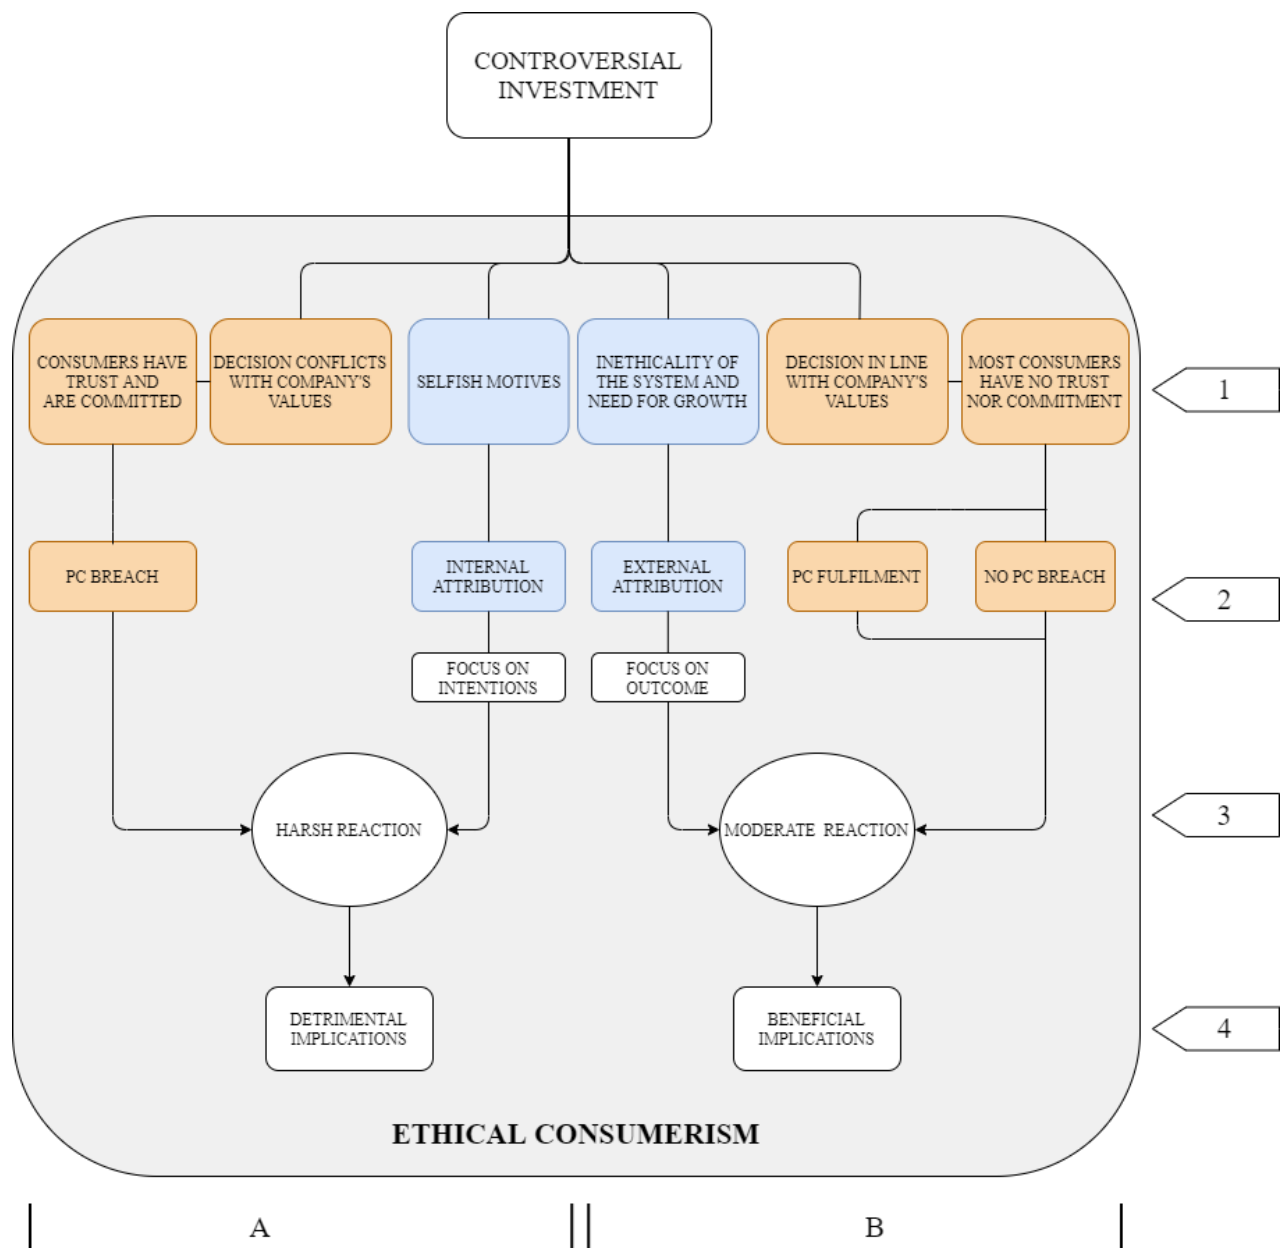 CONTROVERSIAL
INVESTMENT
CONSUMERS HAVE
TRUST AND
ARE COMMITTED
DECISION CONFLICTS
WITH COMPANY'S
VALUES
SELFISH MOTIVES
INETHICALITY OF
THE SYSTEM AND
NEED FOR GROWTH
DECISION IN LINE
WITH COMPANY'S
VALUES
MOST CONSUMERS
HAVE NO TRUST
NOR COMMITMENT
1
PC BREACH
INTERNAL
ATTRIBUTION
EXTERNAL
ATTRIBUTION
PC FULFILMENT
NO PC BREACH
2
FOCUS ON
INTENTIONS
FOCUS ON
OUTCOME
HARSH REACTION
MODERATE REACTION
3
DETRIMENTAL
IMPLICATIONS
BENEFICIAL
IMPLICATIONS
4
ETHICAL CONSUMERISM
A
B